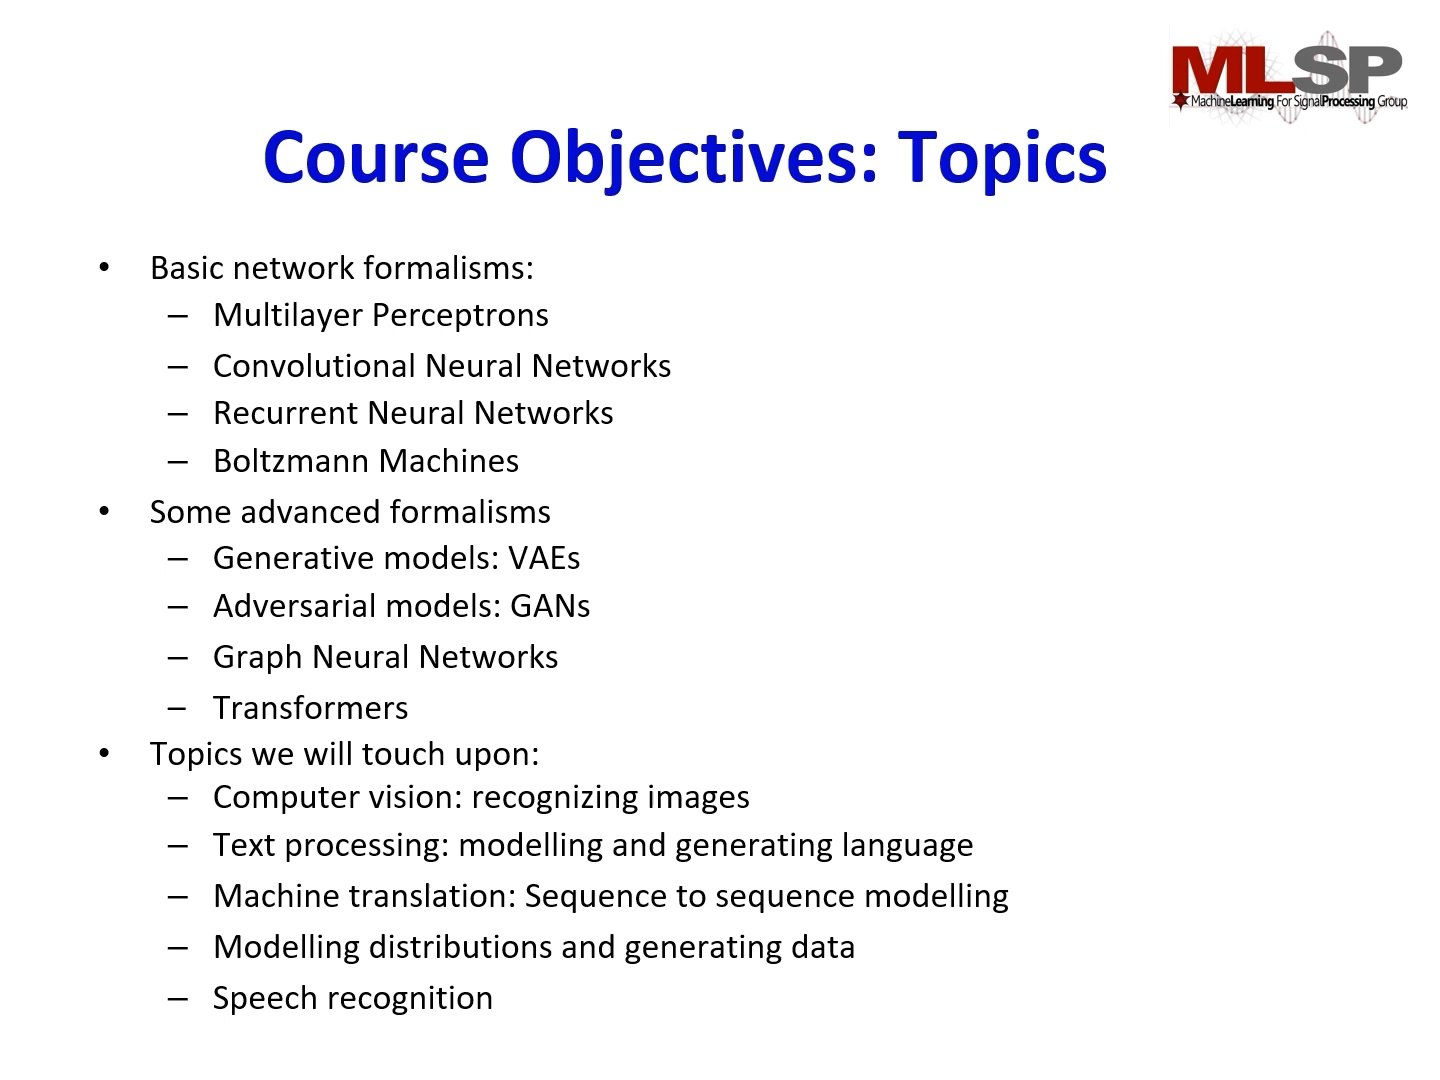 MLSP
MachineLearning For SignalProcessing Group
Course Objectives: Topics
• Basic network formalisms:
– Multilayer Perceptrons
– Convolutional Neural Networks
– Recurrent Neural Networks
– Boltzmann Machines
• Some advanced formalisms
– Generative models: VAEs
– Adversarial models: GANs
– Graph Neural Networks
– Transformers
• Topics we will touch upon:
– Computer vision: recognizing images
– Text processing: modelling and generating language
– Machine translation: Sequence to sequence modelling
– Modelling distributions and generating data
– Speech recognition